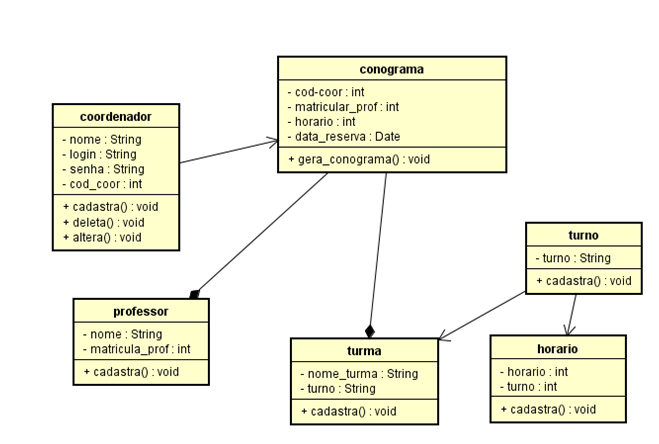 conograma
- cod-coor : int
- matricular_prof : int
- horario : int
- data_reserva : Date
+ gera_conograma() : void
coordenador
- nome : String
- login : String
- senha : String
- cod_coor : int
+ cadastra() : void
+ deleta() : void
+ altera() : void
turno
- turno : String
+ cadastra() : void
professor
- nome : String
- matricula_prof : int
+ cadastra() : void
turma
- nome_turma : String
- turno : String
+ cadastra() : void
horario
- horario : int
- turno : int
+ cadastra() : void